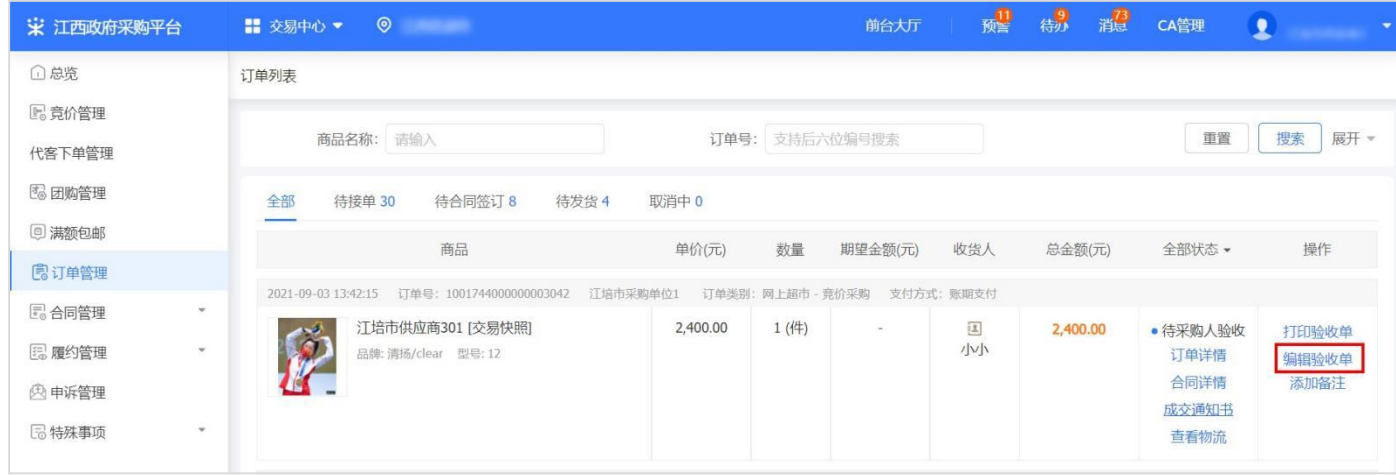 江西政府采购平台 交易中心 前台大厅 预警 11 待办 9 消息 73 CA管理
总览
竞价管理
代客下单管理
团购管理
满额包邮
订单管理
合同管理
履约管理
申诉管理
特殊事项
订单列表
商品名称: 请输入 订单号: 支持后六位编号搜索 重置 搜索 展开
全部 待接单 30 待合同签订 8 待发货 4 取消中 0
商品 单价(元) 数量 期望金额(元) 收货人 总金额(元) 全部状态 操作
2021-09-03 13:42:15 订单号: 1001744000000003042 江培市采购单位1 订单类别: 网上超市 - 竞价采购 支付方式: 账期支付
江培市供应商301 [交易快照] 2,400.00 1 (件) - 小小 2,400.00 待采购人验收 打印验收单
品牌: 清扬/clear 型号: 12 订单详情 编辑验收单
合同详情 添加备注
成交通知书
查看物流